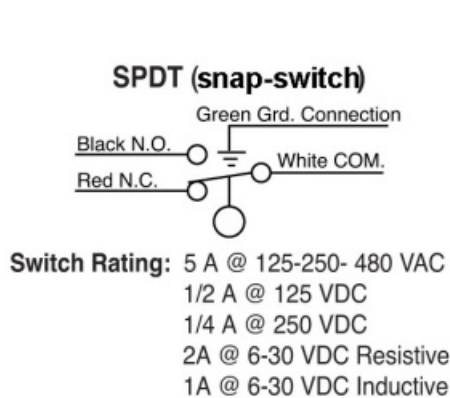 SPDT (snap-switch)
Green Grd. Connection
Black N.O.
White COM.
Red N.C.
Switch Rating: 5 A @ 125-250- 480 VAC
1/2 A @ 125 VDC
1/4 A @ 250 VDC
2A @ 6-30 VDC Resistive
1A @ 6-30 VDC Inductive